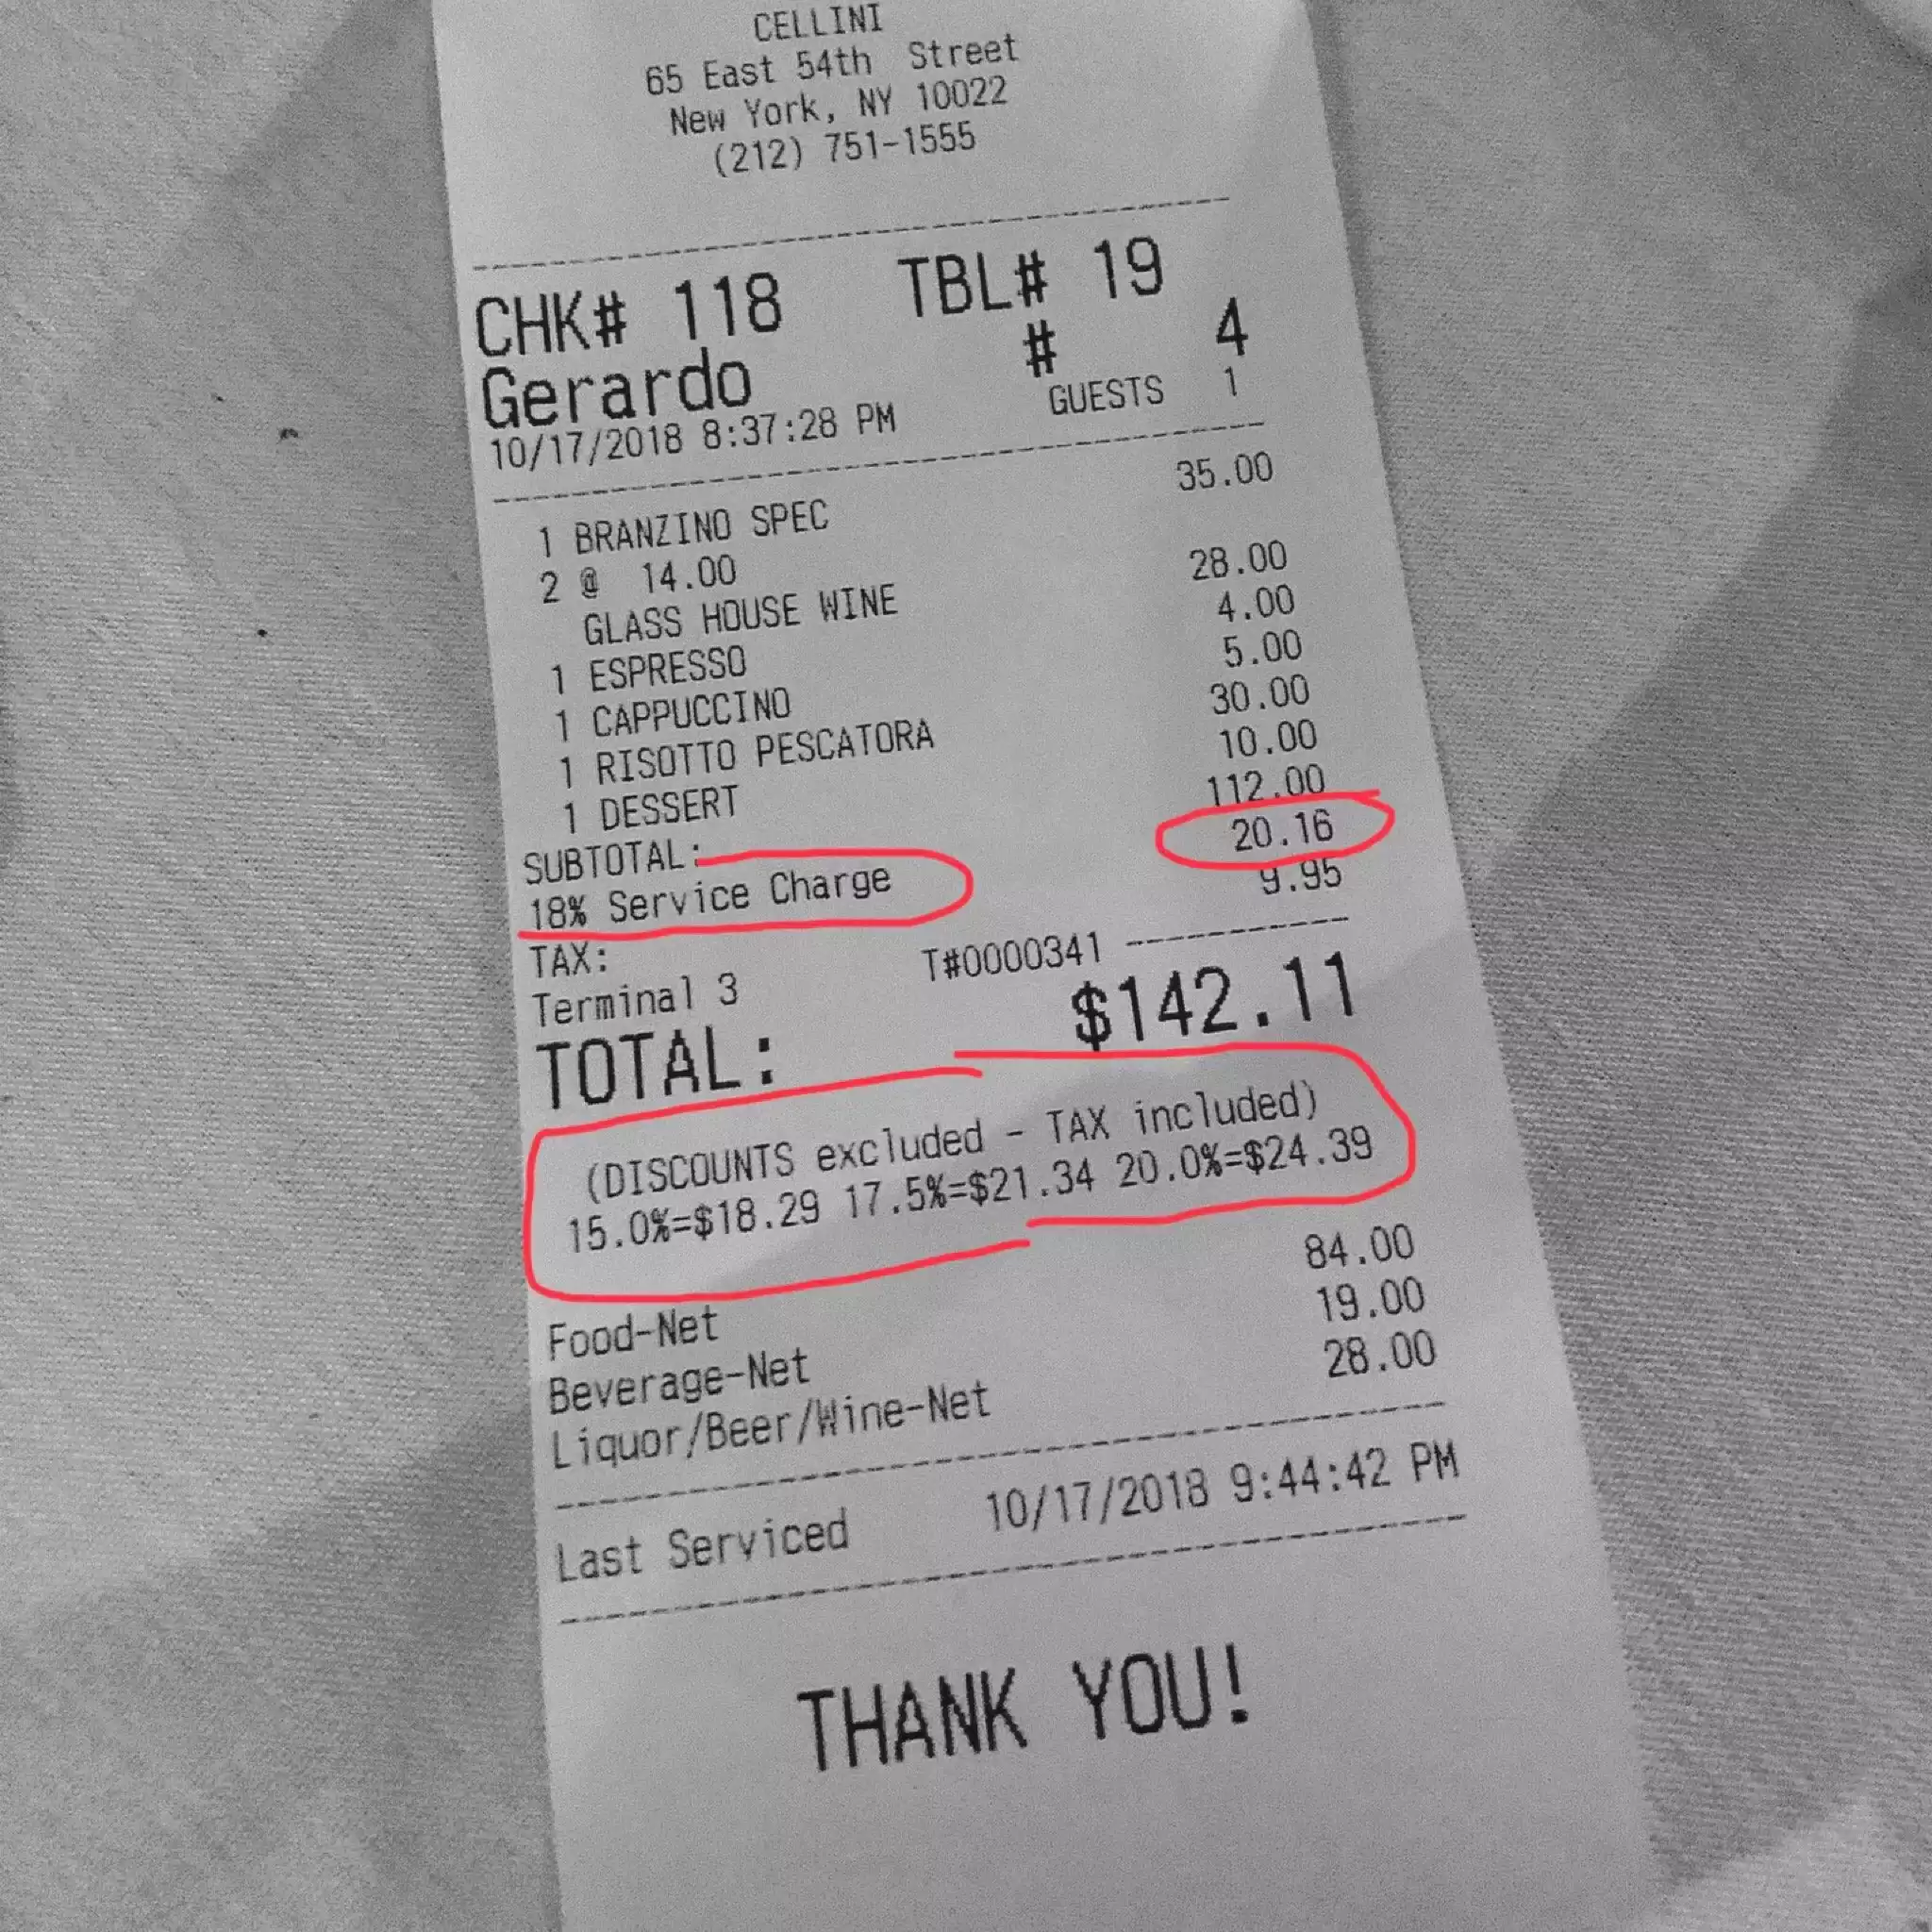 CELLINI
65 East 54th Street
New York, NY 10022
(212) 751-1555
CHK# 118 TBL# 19
Gerardo # 4
10/17/2018 8:37:28 PM GUESTS 1
1 BRANZINO SPEC 35.00
2 @ 14.00
GLASS HOUSE WINE 28.00
1 ESPRESSO 4.00
1 CAPPUCCINO 5.00
1 RISOTTO PESCATORA 30.00
1 DESSERT 10.00
SUBTOTAL: 112.00
18% Service Charge 20.16
TAX: 9.95
Terminal 3 T#0000341
TOTAL: $142.11
(DISCOUNTS excluded - TAX included)
15.0%=$18.29 17.5%=$21.34 20.0%=$24.39
Food-Net 84.00
Beverage-Net 19.00
Liquor/Beer/Wine-Net 28.00
Last Serviced 10/17/2018 9:44:42 PM
THANK YOU!